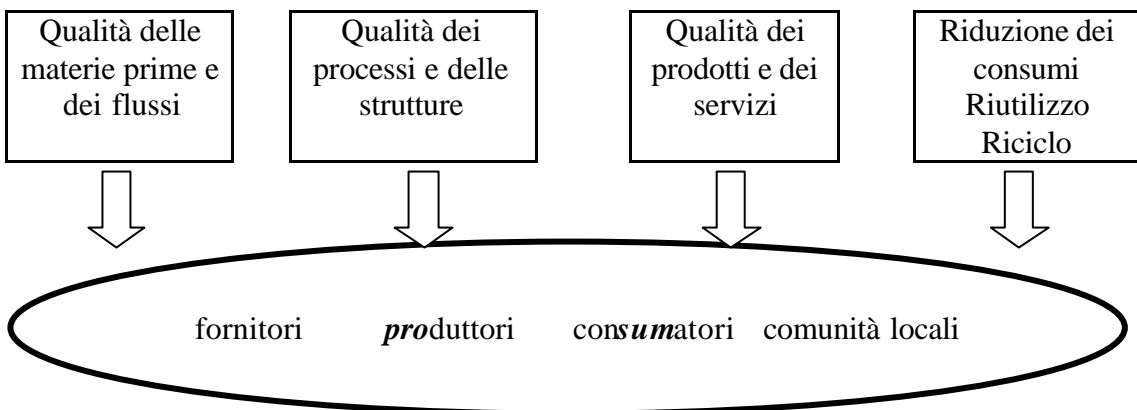 Qualità delle
materie prime e
dei flussi
Qualità dei
processi e delle
strutture
Qualità dei
prodotti e dei
servizi
Riduzione dei
consumi
Riutilizzo
Riciclo
fornitori produttori consumatori comunità locali